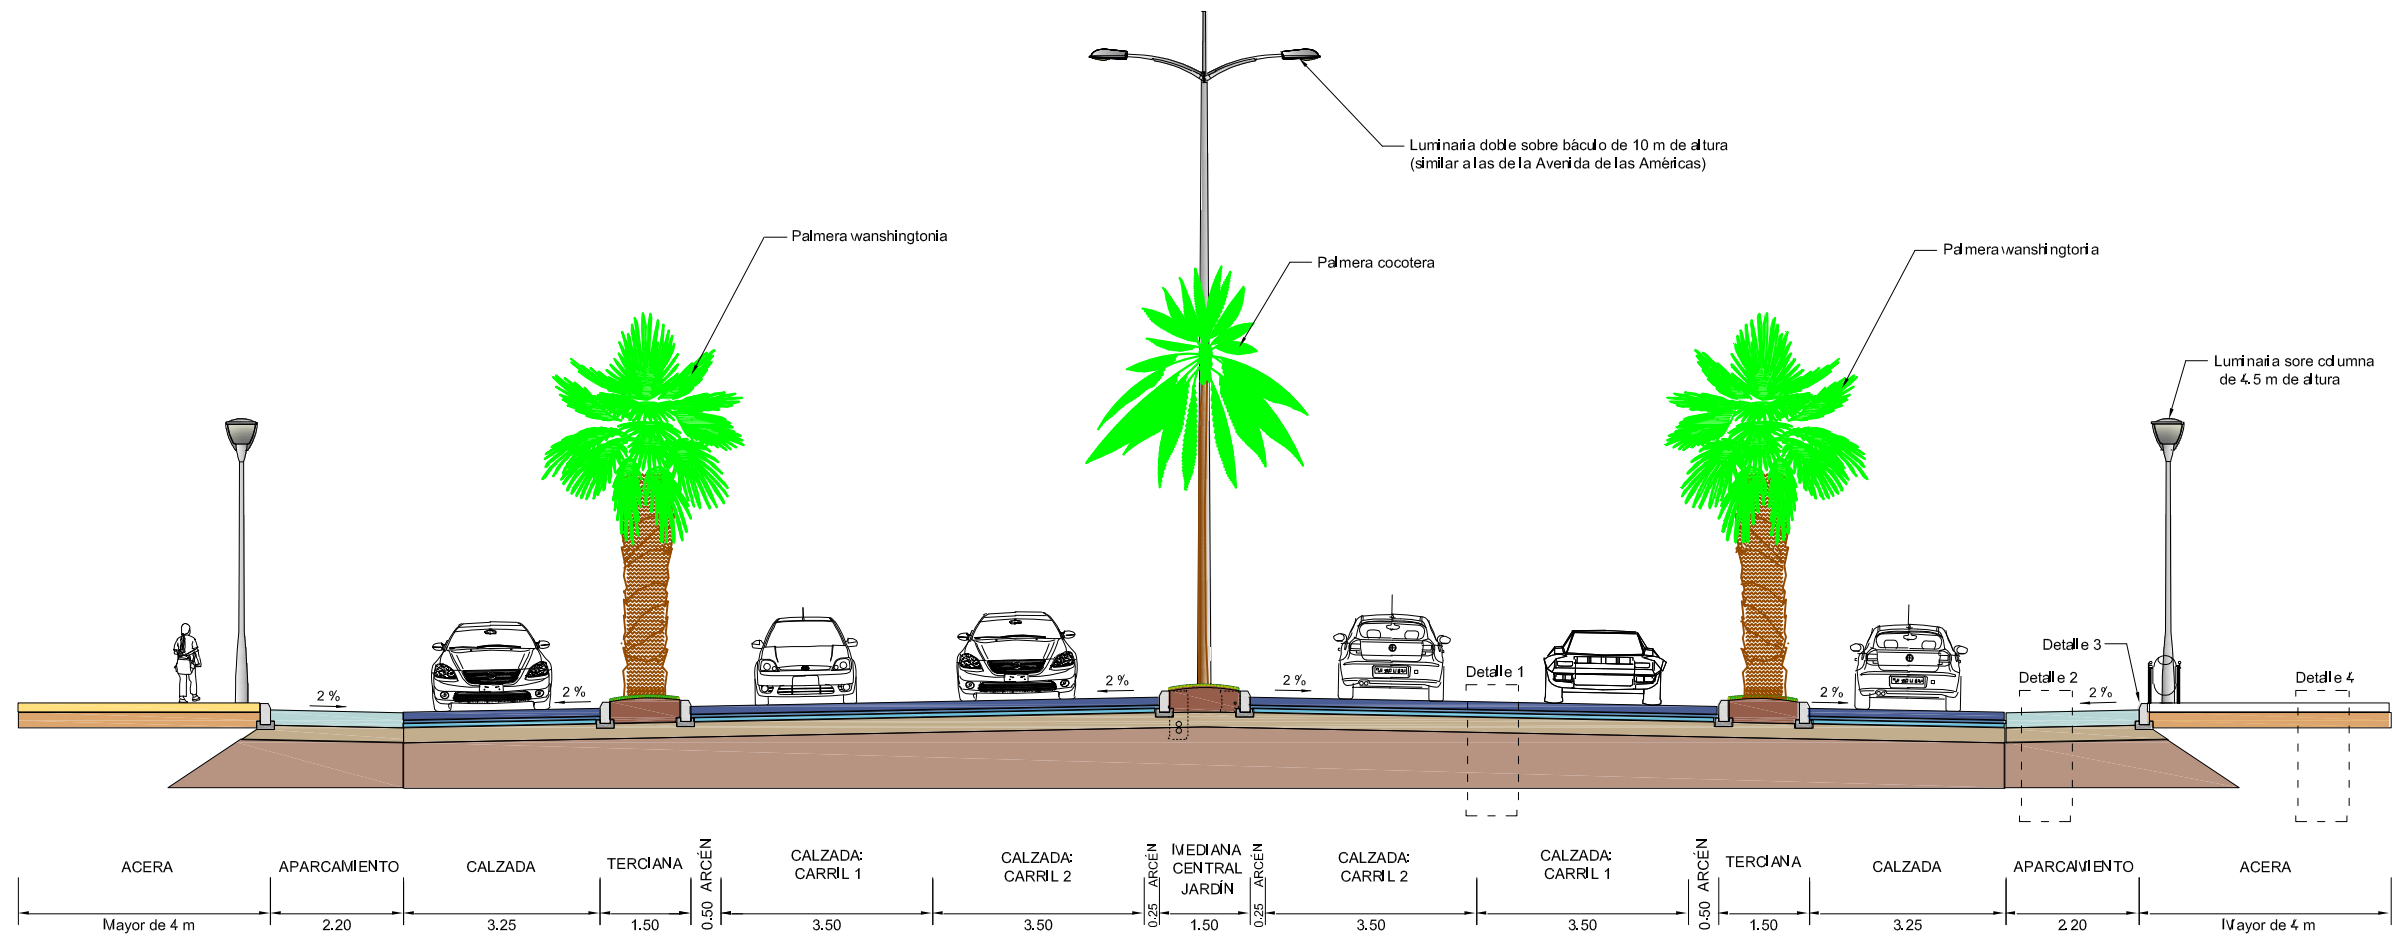 Luminaria doble sobre báculo de 10 m de altura
(similar a las de la Avenida de las Américas)
Palmera wanshingtonia
Palmera cocotera
Palmera wanshingtonia
Luminaria sore columna
de 4.5 m de altura
Detalle 1
Detalle 3
Detalle 2
Detalle 4
2 %
2 %
2 %
2 %
2 %
2 %
ACERA
APARCAMIENTO
CALZADA
TERCIANA
ARCÉN
CALZADA:
CARRIL 1
CALZADA:
CARRIL 2
ARCÉN
MEDIANA
CENTRAL
JARDÍN
ARCÉN
CALZADA:
CARRIL 2
CALZADA:
CARRIL 1
ARCÉN
TERCIANA
CALZADA
APARCAMIENTO
ACERA
Mayor de 4 m
2.20
3.25
1.50
0.50
3.50
3.50
0.25
1.50
0.25
3.50
3.50
0.50
1.50
3.25
2.20
Mayor de 4 m